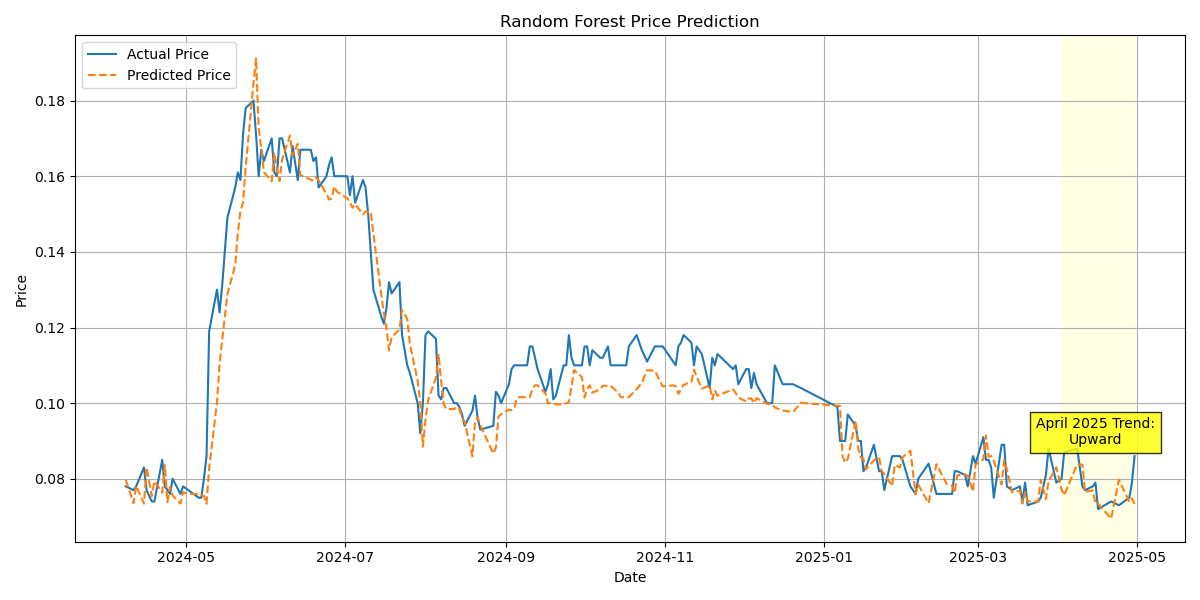 Random Forest Price Prediction
Actual Price
Predicted Price
0.18
0.16
0.14
0.12
0.10
0.08
Price
April 2025 Trend:
Upward
2024-05
2024-07
2024-09
2024-11
2025-01
2025-03
2025-05
Date